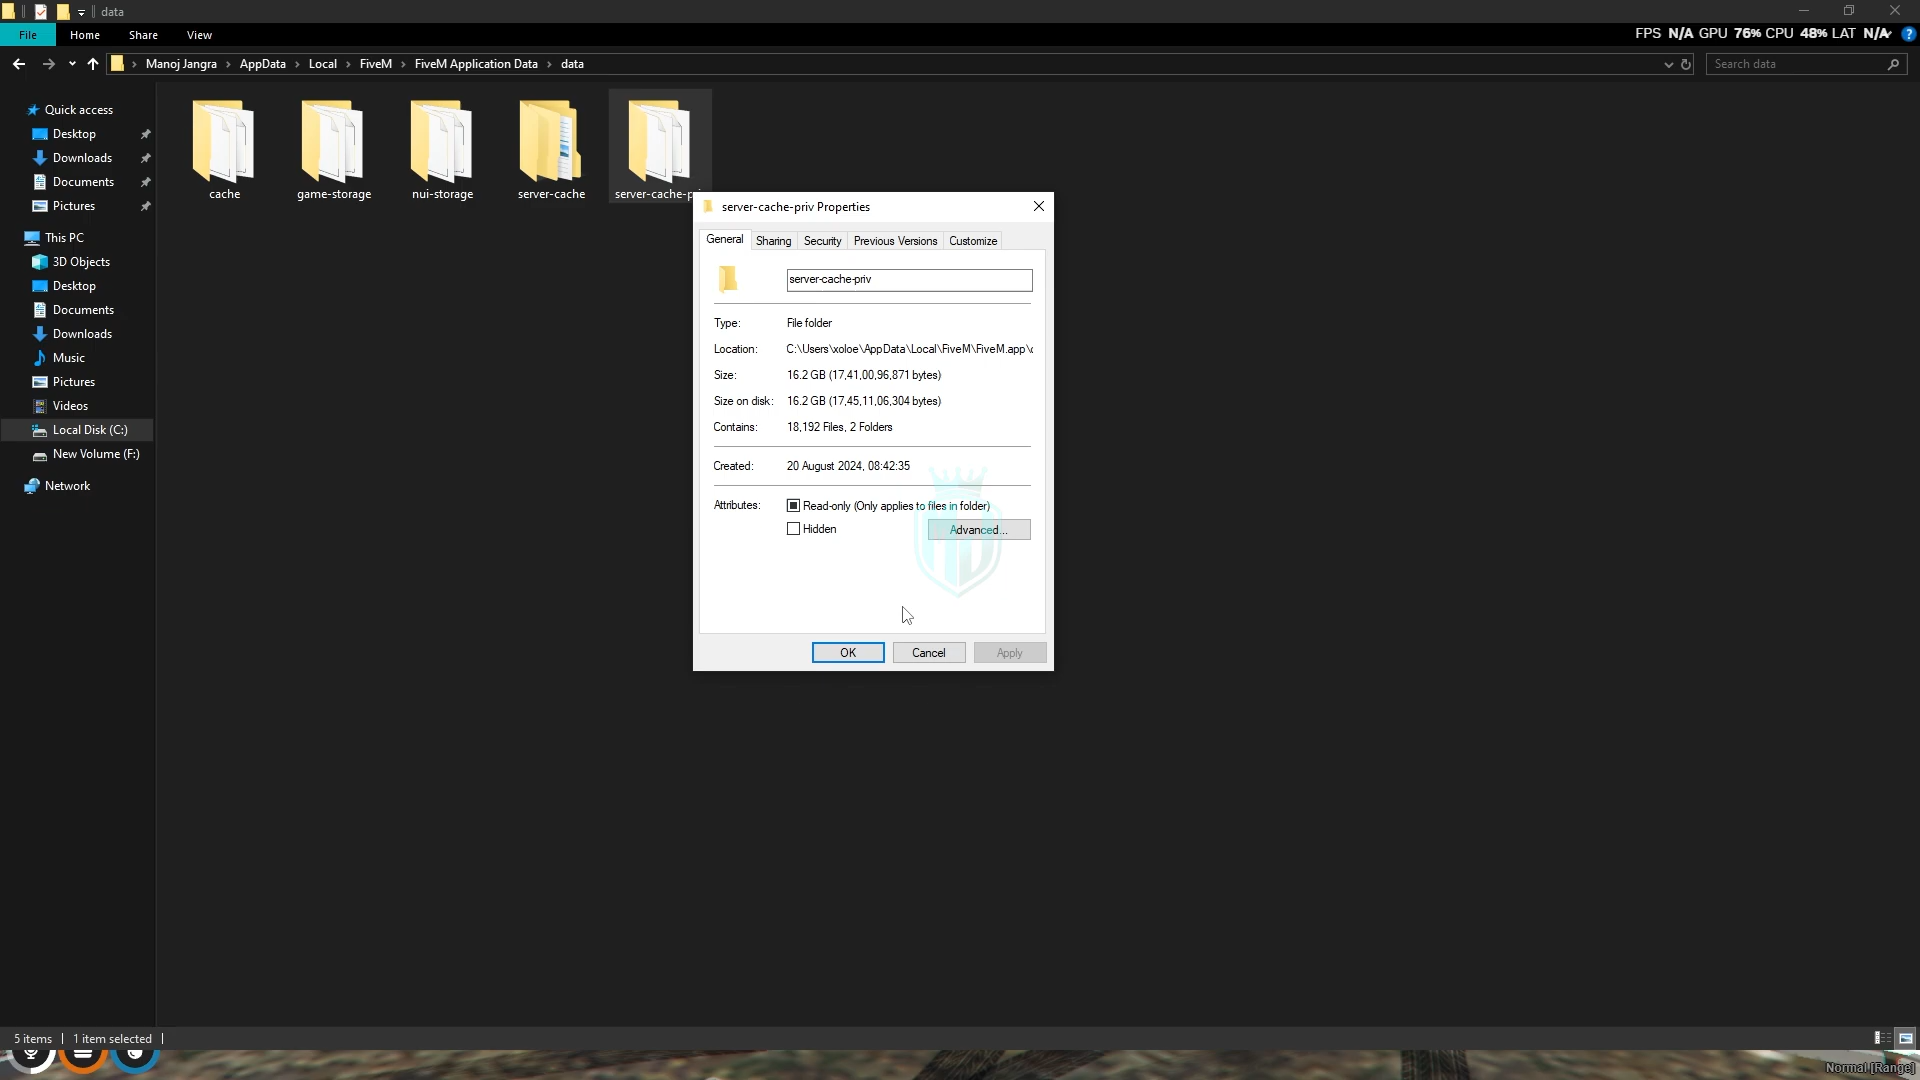 data
File
Home
Share
View
FPS N/A GPU 76% CPU 48% LAT N/A
Manoj Jangra
AppData
Local
FiveM
FiveM Application Data
data
Search data
Quick access
Desktop
Downloads
Documents
Pictures
This PC
3D Objects
Desktop
Documents
Downloads
Music
Pictures
Videos
Local Disk (C:)
New Volume (F:)
Network
cache
game-storage
nui-storage
server-cache
server-cache-pri
server-cache-priv Properties
General
Sharing
Security
Previous Versions
Customize
server-cache-priv
Type: File folder
Location: C:\Users\xoloe\AppData\Local\FiveM\FiveM.app\
Size: 16.2 GB (17,41,00,96,871 bytes)
Size on disk: 16.2 GB (17,45,11,06,304 bytes)
Contains: 18,192 Files, 2 Folders
Created: 20 August 2024, 08:42:35
Attributes: Read-only (Only applies to files in folder)
Hidden
Advanced...
OK
Cancel
Apply
5 items
1 item selected
Normal [Range]